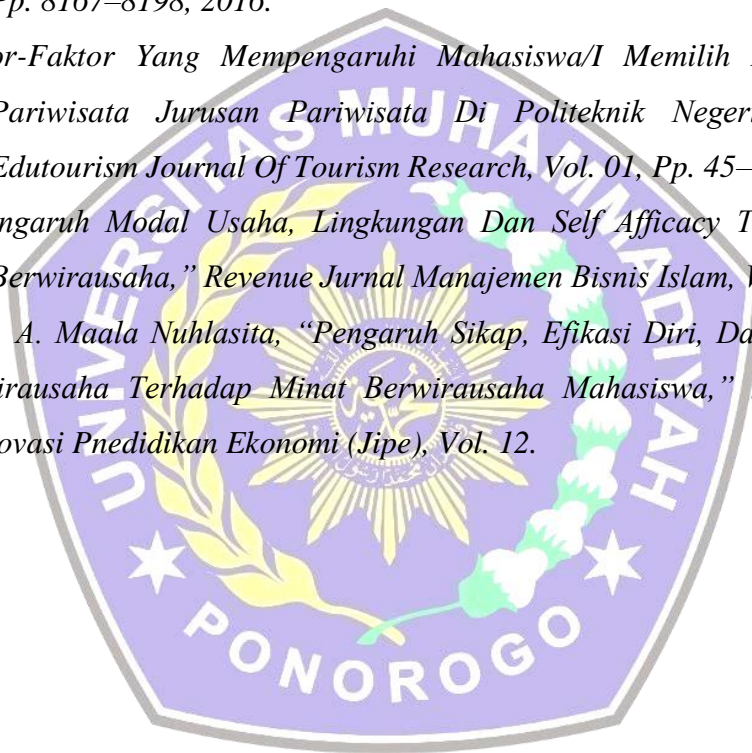 Pp. 8167–8198, 2016.
or-Faktor Yang Mempengaruhi Mahasiswa/I Memilih
Pariwisata Jurusan Pariwisata Di Politeknik Neger
Edutourism Journal Of Tourism Research, Vol. 01, Pp. 45–
ngaruh Modal Usaha, Lingkungan Dan Self Afficacy T
Berwirausaha,” Revenue Jurnal Manajemen Bisnis Islam, V
A. Maala Nuhlasita, “Pengaruh Sikap, Efikasi Diri, Da
irausaha Terhadap Minat Berwirausaha Mahasiswa,”
ovasi Pnedidikan Ekonomi (Jipe), Vol. 12.
UNIVERSITAS MUHAMMADIYAH
PONOROGO